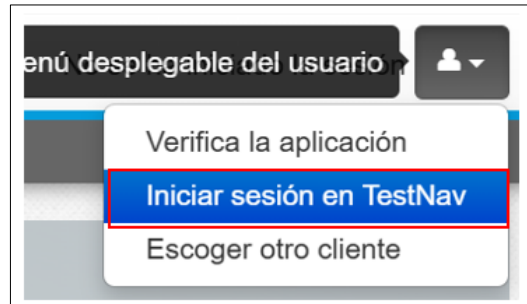 enú desplegable del usuario
Verifica la aplicación
Iniciar sesión en TestNav
Escoger otro cliente